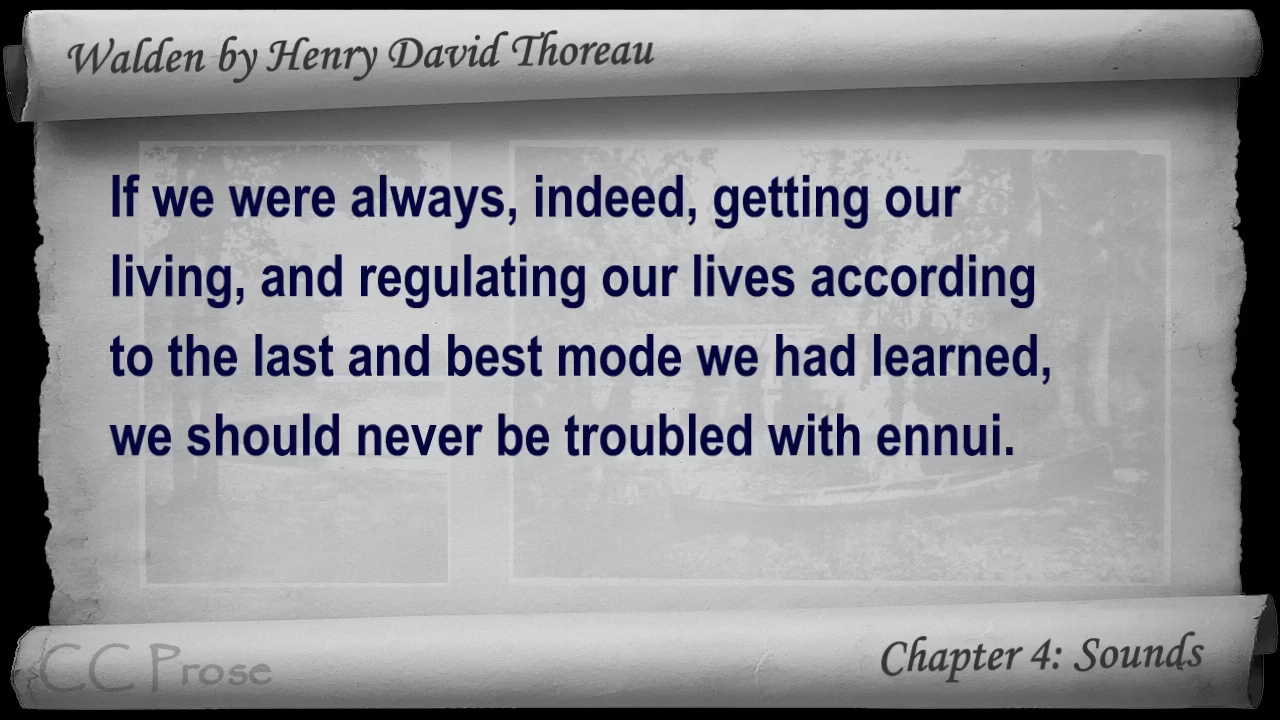 Walden by Henry David Thoreau
If we were always, indeed, getting our
living, and regulating our lives according
to the last and best mode we had learned,
we should never be troubled with ennui.
CC Prose
Chapter 4: Sounds